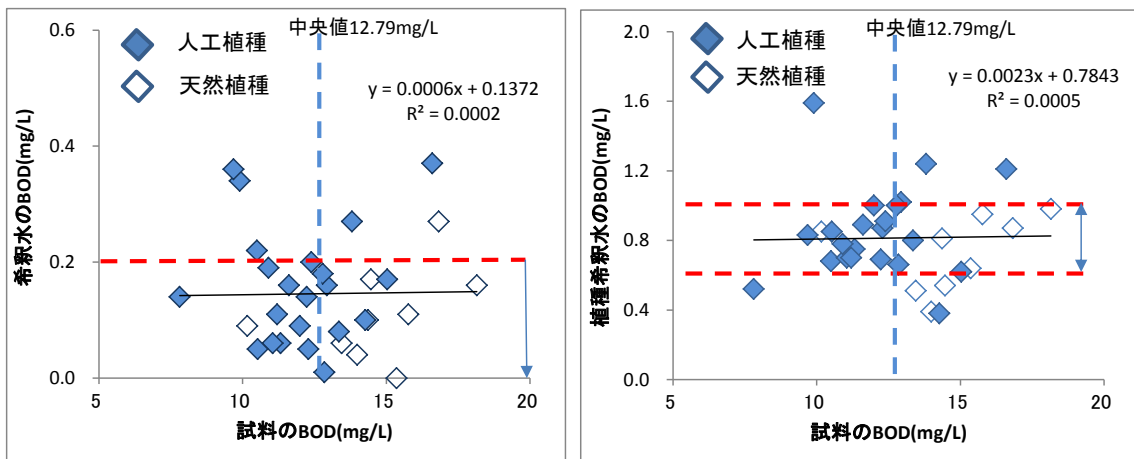 中央値12.79mg/L
人工植種
天然植種
y = 0.0006x + 0.1372
R² = 0.0002
希釈水のBOD(mg/L)
0.6
0.4
0.2
0.0
5
10
15
20
試料のBOD(mg/L)
中央値12.79mg/L
人工植種
天然植種
y = 0.0023x + 0.7843
R² = 0.0005
植種希釈水のBOD(mg/L)
2.0
1.6
1.2
0.8
0.4
0.0
5
10
15
20
試料のBOD(mg/L)